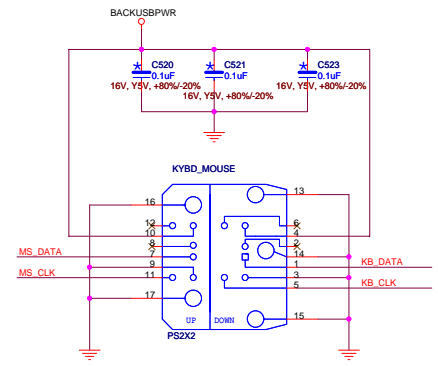 BACKUSBPWR
C520
0.1uF
16V, Y5V, +80%/-20%
C521
0.1uF
16V, Y5V, +80%/-20%
C523
0.1uF
16V, Y5V, +80%/-20%
KYBD_MOUSE
16
13
12
6
10
4
8
2
MS_DATA
7
14
9
1
KB_DATA
MS_CLK
11
3
5
KB_CLK
17
15
UP
DOWN
PS2X2